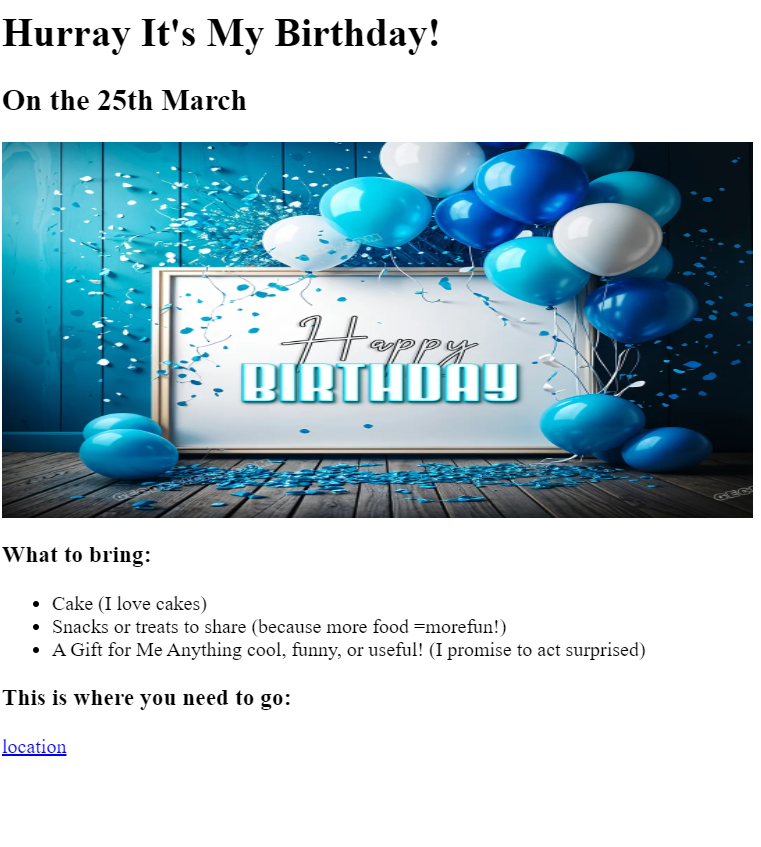 Hurray It's My Birthday!
On the 25th March
Happy
BIRTHDAY
What to bring:
Cake (I love cakes)
Snacks or treats to share (because more food =morefun!)
A Gift for Me Anything cool, funny, or useful! (I promise to act surprised)
This is where you need to go:
location